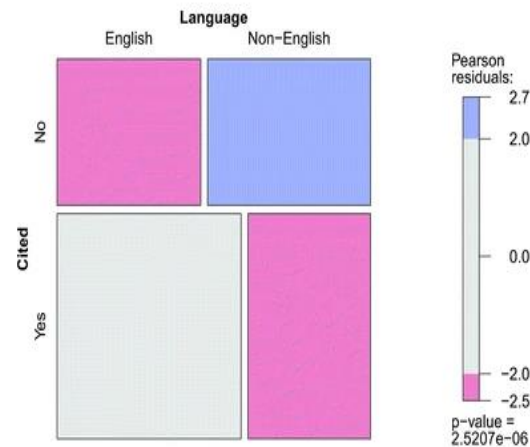 Language
English Non-English
Cited
No
Yes
Pearson
residuals:
2.7
2.0
0.0
-2.0
-2.5
p-value =
2.5207e-06